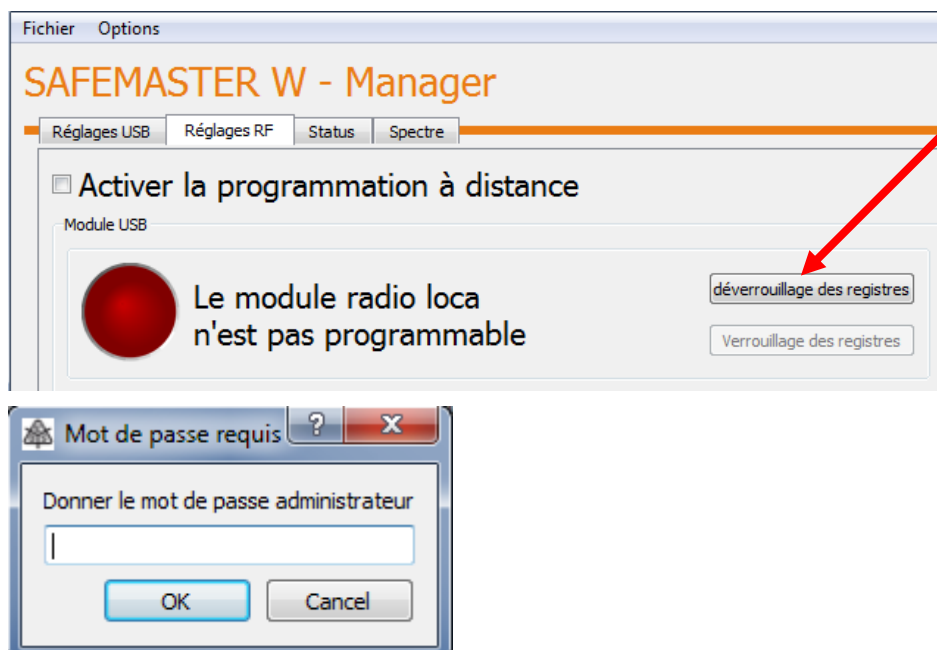 Fichier Options
SAFEMASTER W - Manager
Réglages USB Réglages RF Status Spectre
Activer la programmation à distance
Module USB
Le module radio loca
n'est pas programmable
déverrouillage des registres
Verrouillage des registres
Mot de passe requis ? x
Donner le mot de passe administrateur
OK Cancel